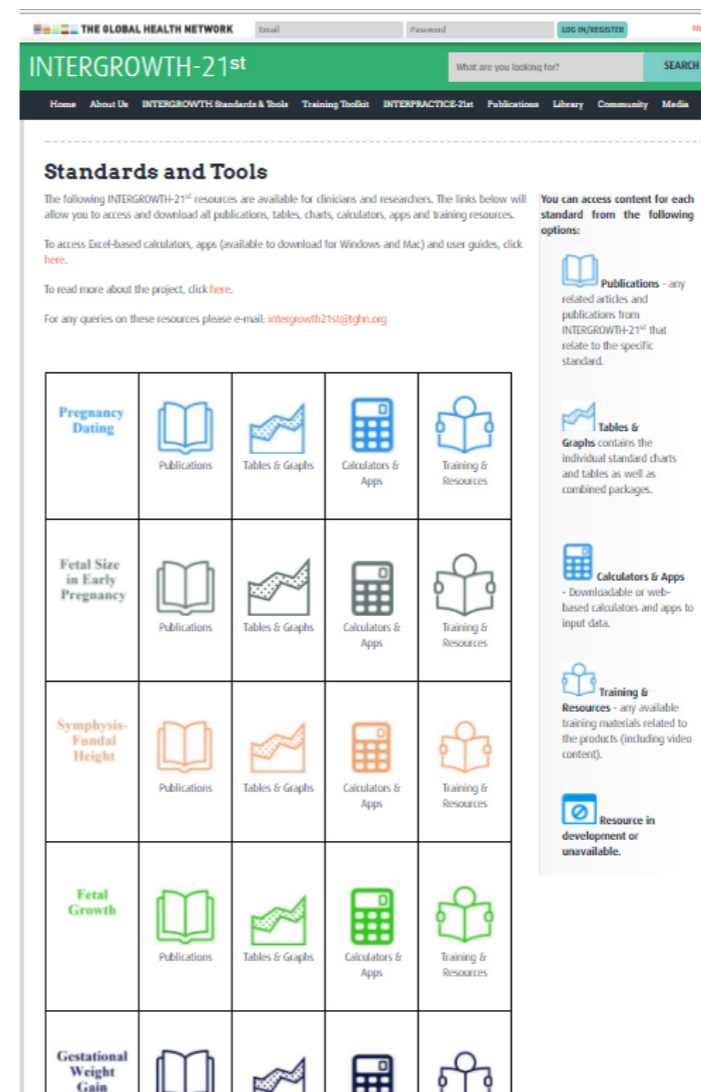 THE GLOBAL HEALTH NETWORK
Email
Password
LOG IN/REGISTER
INTERGROWTH-21st
What are you looking for?
SEARCH
Home About Us INTERGROWTH Standards & Tools Training Toolkit INTERPRACTICE-21st Publications Library Community Media
Standards and Tools
The following INTERGROWTH-21st resources are available for clinicians and researchers. The links below will
allow you to access and download all publications, tables, charts, calculators, apps and training resources.
To access Excel-based calculators, apps (available to download for Windows and Mac) and user guides, click
here.
To read more about the project, click here.
For any queries on these resources please e-mail: intergrowth21st@tghn.org
Pregnancy
Dating
Publications
Tables & Graphs
Calculators &
Apps
Training &
Resources
Fetal Size
in Early
Pregnancy
Publications
Tables & Graphs
Calculators &
Apps
Training &
Resources
Symphysis-
Fundal
Height
Publications
Tables & Graphs
Calculators &
Apps
Training &
Resources
Fetal
Growth
Publications
Tables & Graphs
Calculators &
Apps
Training &
Resources
Gestational
Weight
Gain
You can access content for each
standard from the following
options:
Publications - any
related articles and
publications from
INTERGROWTH-21st that
relate to the specific
standard.
Tables &
Graphs contains the
individual standard charts
and tables as well as
combined packages.
Calculators & Apps
- Downloadable or web-
based calculators and apps to
input data.
Training &
Resources - any available
training materials related to
the products (including video
content).
Resource in
development or
unavailable.